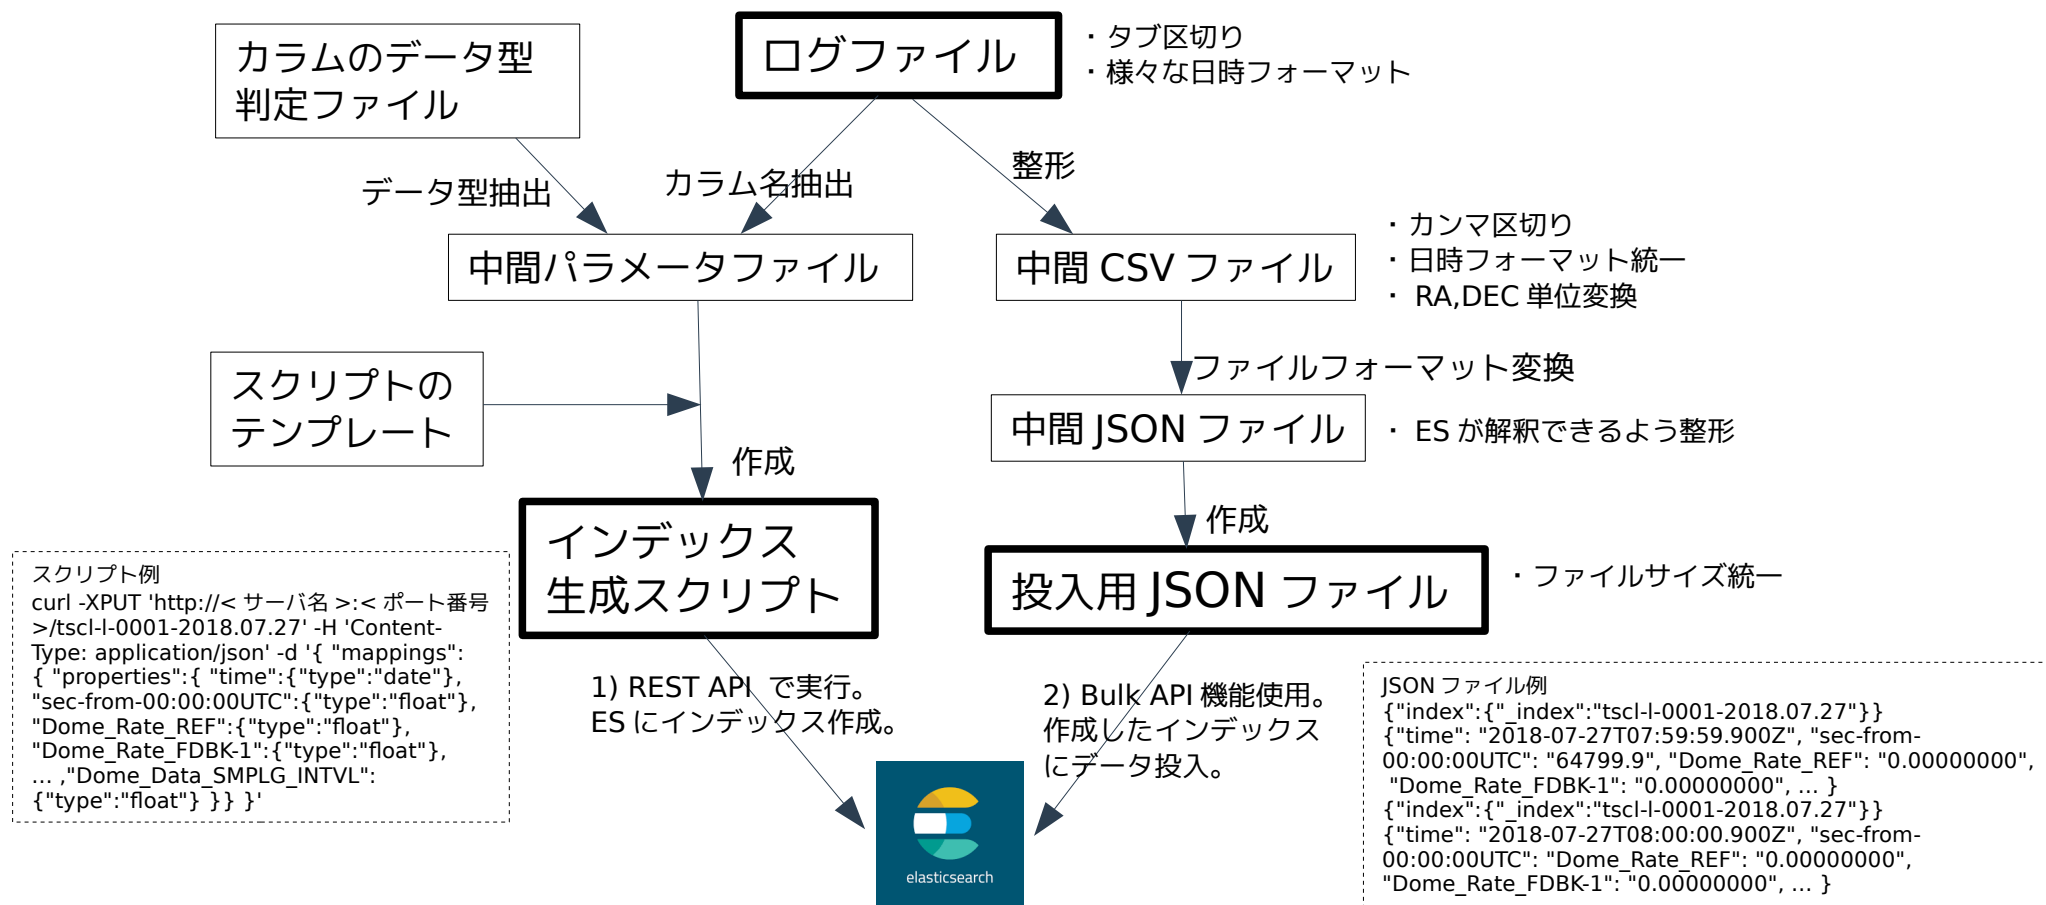 カラムのデータ型
判定ファイル
ログファイル
・タブ区切り
・様々な日時フォーマット
データ型抽出
カラム名抽出
整形
中間パラメータファイル
中間 CSV ファイル
・カンマ区切り
・日時フォーマット統一
・ RA,DEC 単位変換
スクリプトの
テンプレート
ファイルフォーマット変換
中間 JSON ファイル
・ ES が解釈できるよう整形
作成
作成
インデックス
生成スクリプト
投入用 JSON ファイル
・ファイルサイズ統一
スクリプト例
curl -XPUT 'http://< サーバ名 >:< ポート番号
>/tscl-l-0001-2018.07.27' -H 'Content-
Type: application/json' -d '{ "mappings":
{ "properties":{ "time":{"type":"date"},
"sec-from-00:00:00UTC":{"type":"float"},
"Dome_Rate_REF":{"type":"float"},
"Dome_Rate_FDBK-1":{"type":"float"},
... ,"Dome_Data_SMPLG_INTVL":
{"type":"float"} }} }'
1) REST API で実行。
ES にインデックス作成。
2) Bulk API 機能使用。
作成したインデックス
にデータ投入。
JSON ファイル例
{"index":{"_index":"tscl-l-0001-2018.07.27"}}
{"time": "2018-07-27T07:59:59.900Z", "sec-from-
00:00:00UTC": "64799.9", "Dome_Rate_REF": "0.00000000",
"Dome_Rate_FDBK-1": "0.00000000", ... }
{"index":{"_index":"tscl-l-0001-2018.07.27"}}
{"time": "2018-07-27T08:00:00.900Z", "sec-from-
00:00:00UTC": "Dome_Rate_REF": "0.00000000",
"Dome_Rate_FDBK-1": "0.00000000", ... }
elasticsearch